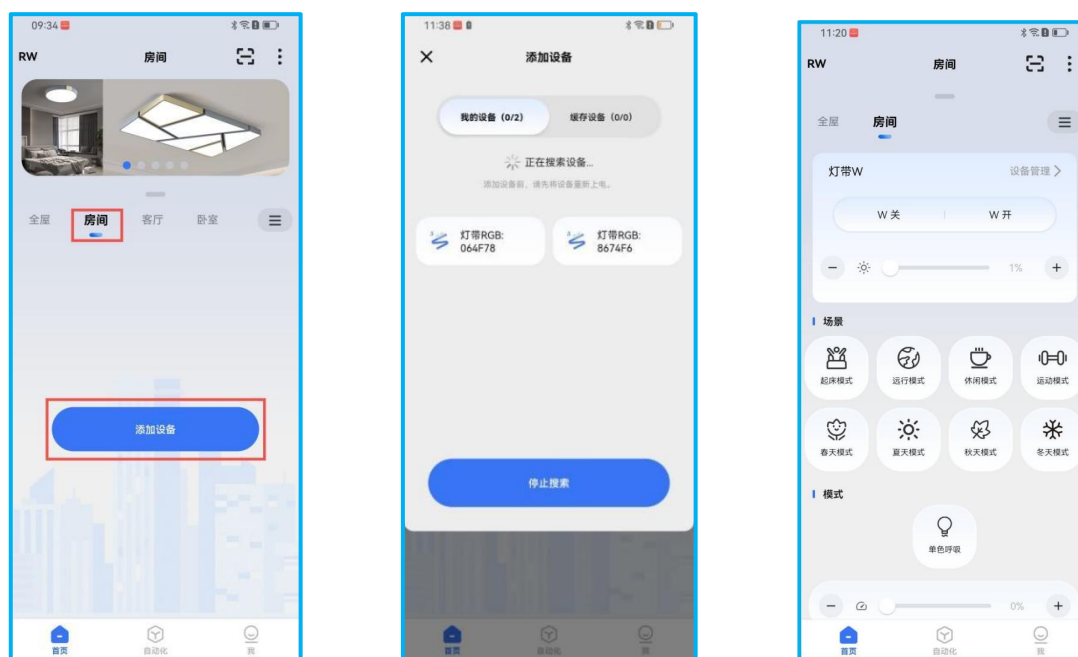 09:34
RW 房间
全屋 房间 客厅 卧室
添加设备
首页 自动化 我
11:38
添加设备
我的设备（0/2） 缓存设备（0/0）
正在搜索设备...
添加设备前，请先将设备重新上电。
灯带RGB: 064F78
灯带RGB: 8674F6
停止搜索
首页 自动化 我
11:20
RW 房间
全屋 房间
灯带W 设备管理
W 关 W 开
1%
场景
起床模式 远行模式 休闲模式 运动模式
春天模式 夏天模式 秋天模式 冬天模式
模式
单色呼吸
0%
首页 自动化 我